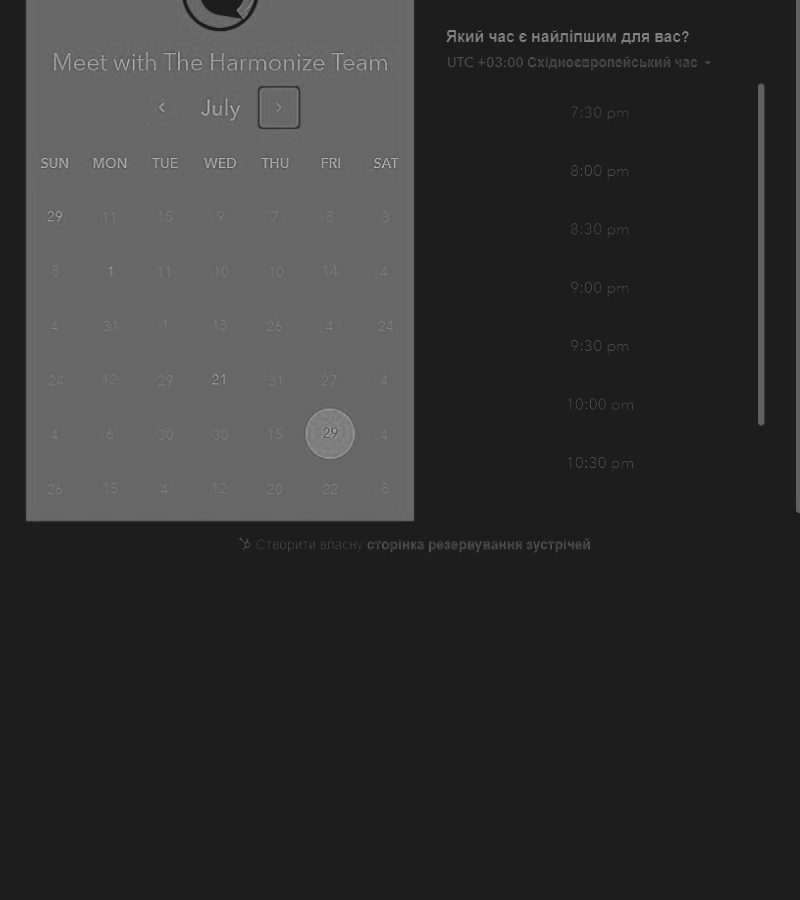 Meet with The Harmonize Team
July
SUN MON TUE WED THU FRI SAT
29 11 15 9 7 8 3
8 1 11 10 10 14 4
4 31 1 13 26 4 24
24 12 29 21 31 27 4
4 6 30 30 15 29 4
26 15 4 12 20 22 8
Який час є найліпшим для вас?
UTC +03:00 Східноєвропейський час
7:30 pm
8:00 pm
8:30 pm
9:00 pm
9:30 pm
10:00 pm
10:30 pm
Створити власну сторінка резервування зустрічей